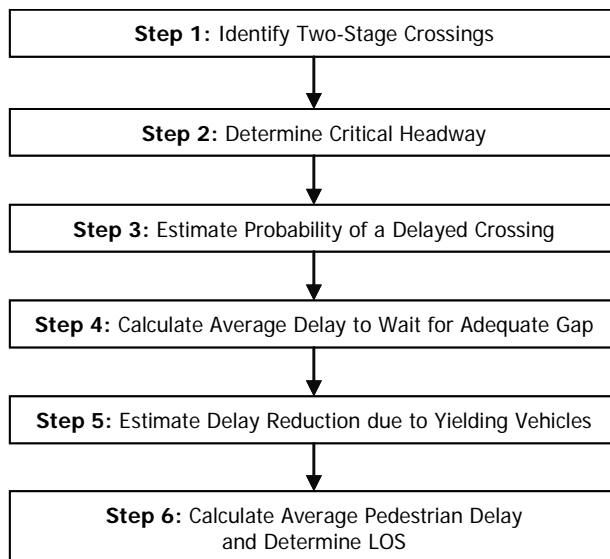 Step 1: Identify Two-Stage Crossings
Step 2: Determine Critical Headway
Step 3: Estimate Probability of a Delayed Crossing
Step 4: Calculate Average Delay to Wait for Adequate Gap
Step 5: Estimate Delay Reduction due to Yielding Vehicles
Step 6: Calculate Average Pedestrian Delay
and Determine LOS